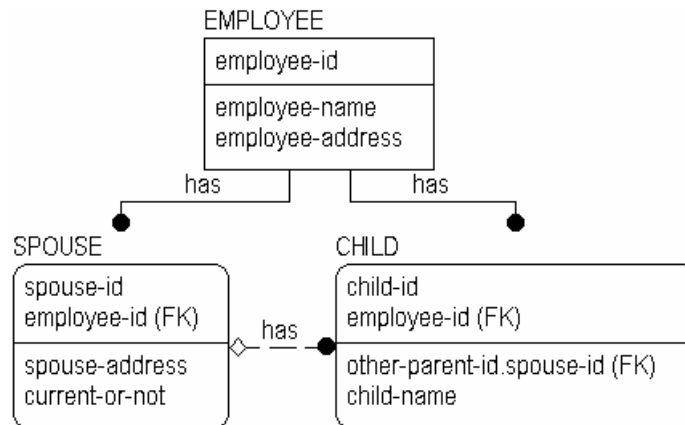 EMPLOYEE
employee-id
employee-name
employee-address
has
has
SPOUSE
spouse-id
employee-id (FK)
spouse-address
current-or-not
has
CHILD
child-id
employee-id (FK)
other-parent-id.spouse-id (FK)
child-name